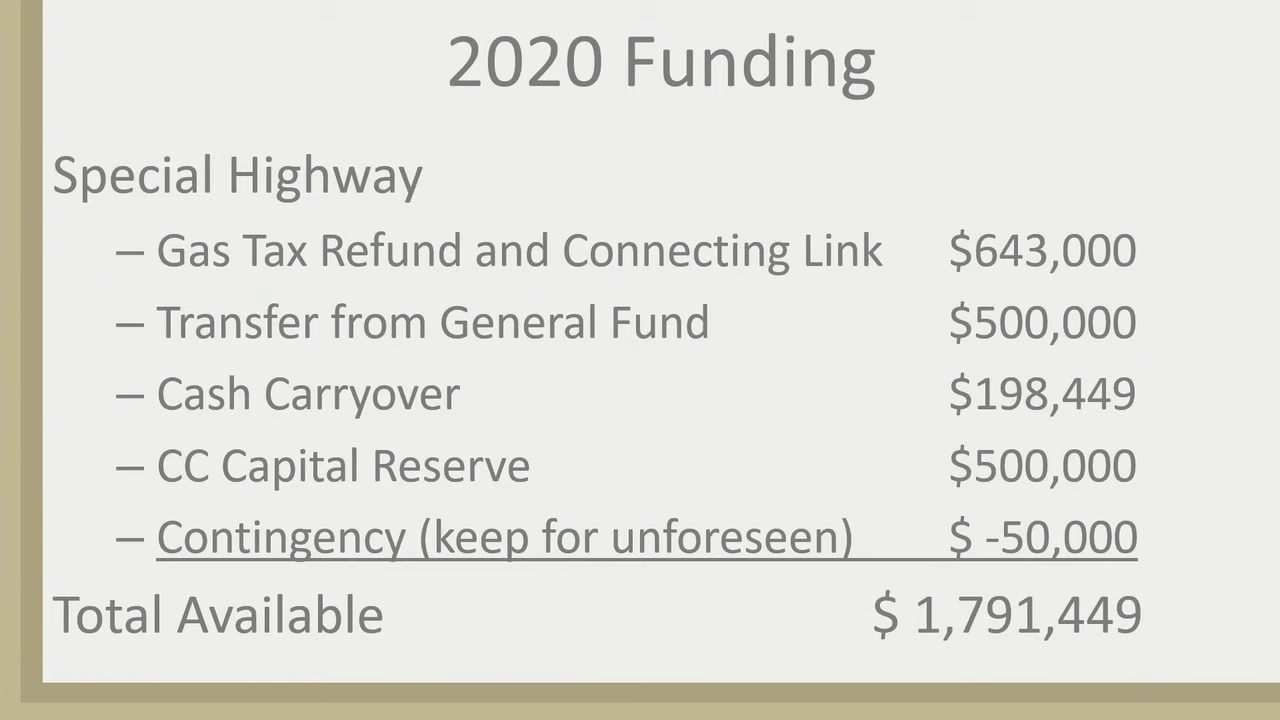 2020 Funding
Special Highway
– Gas Tax Refund and Connecting Link $643,000
– Transfer from General Fund $500,000
– Cash Carryover $198,449
– CC Capital Reserve $500,000
– Contingency (keep for unforeseen) $ -50,000
Total Available $ 1,791,449